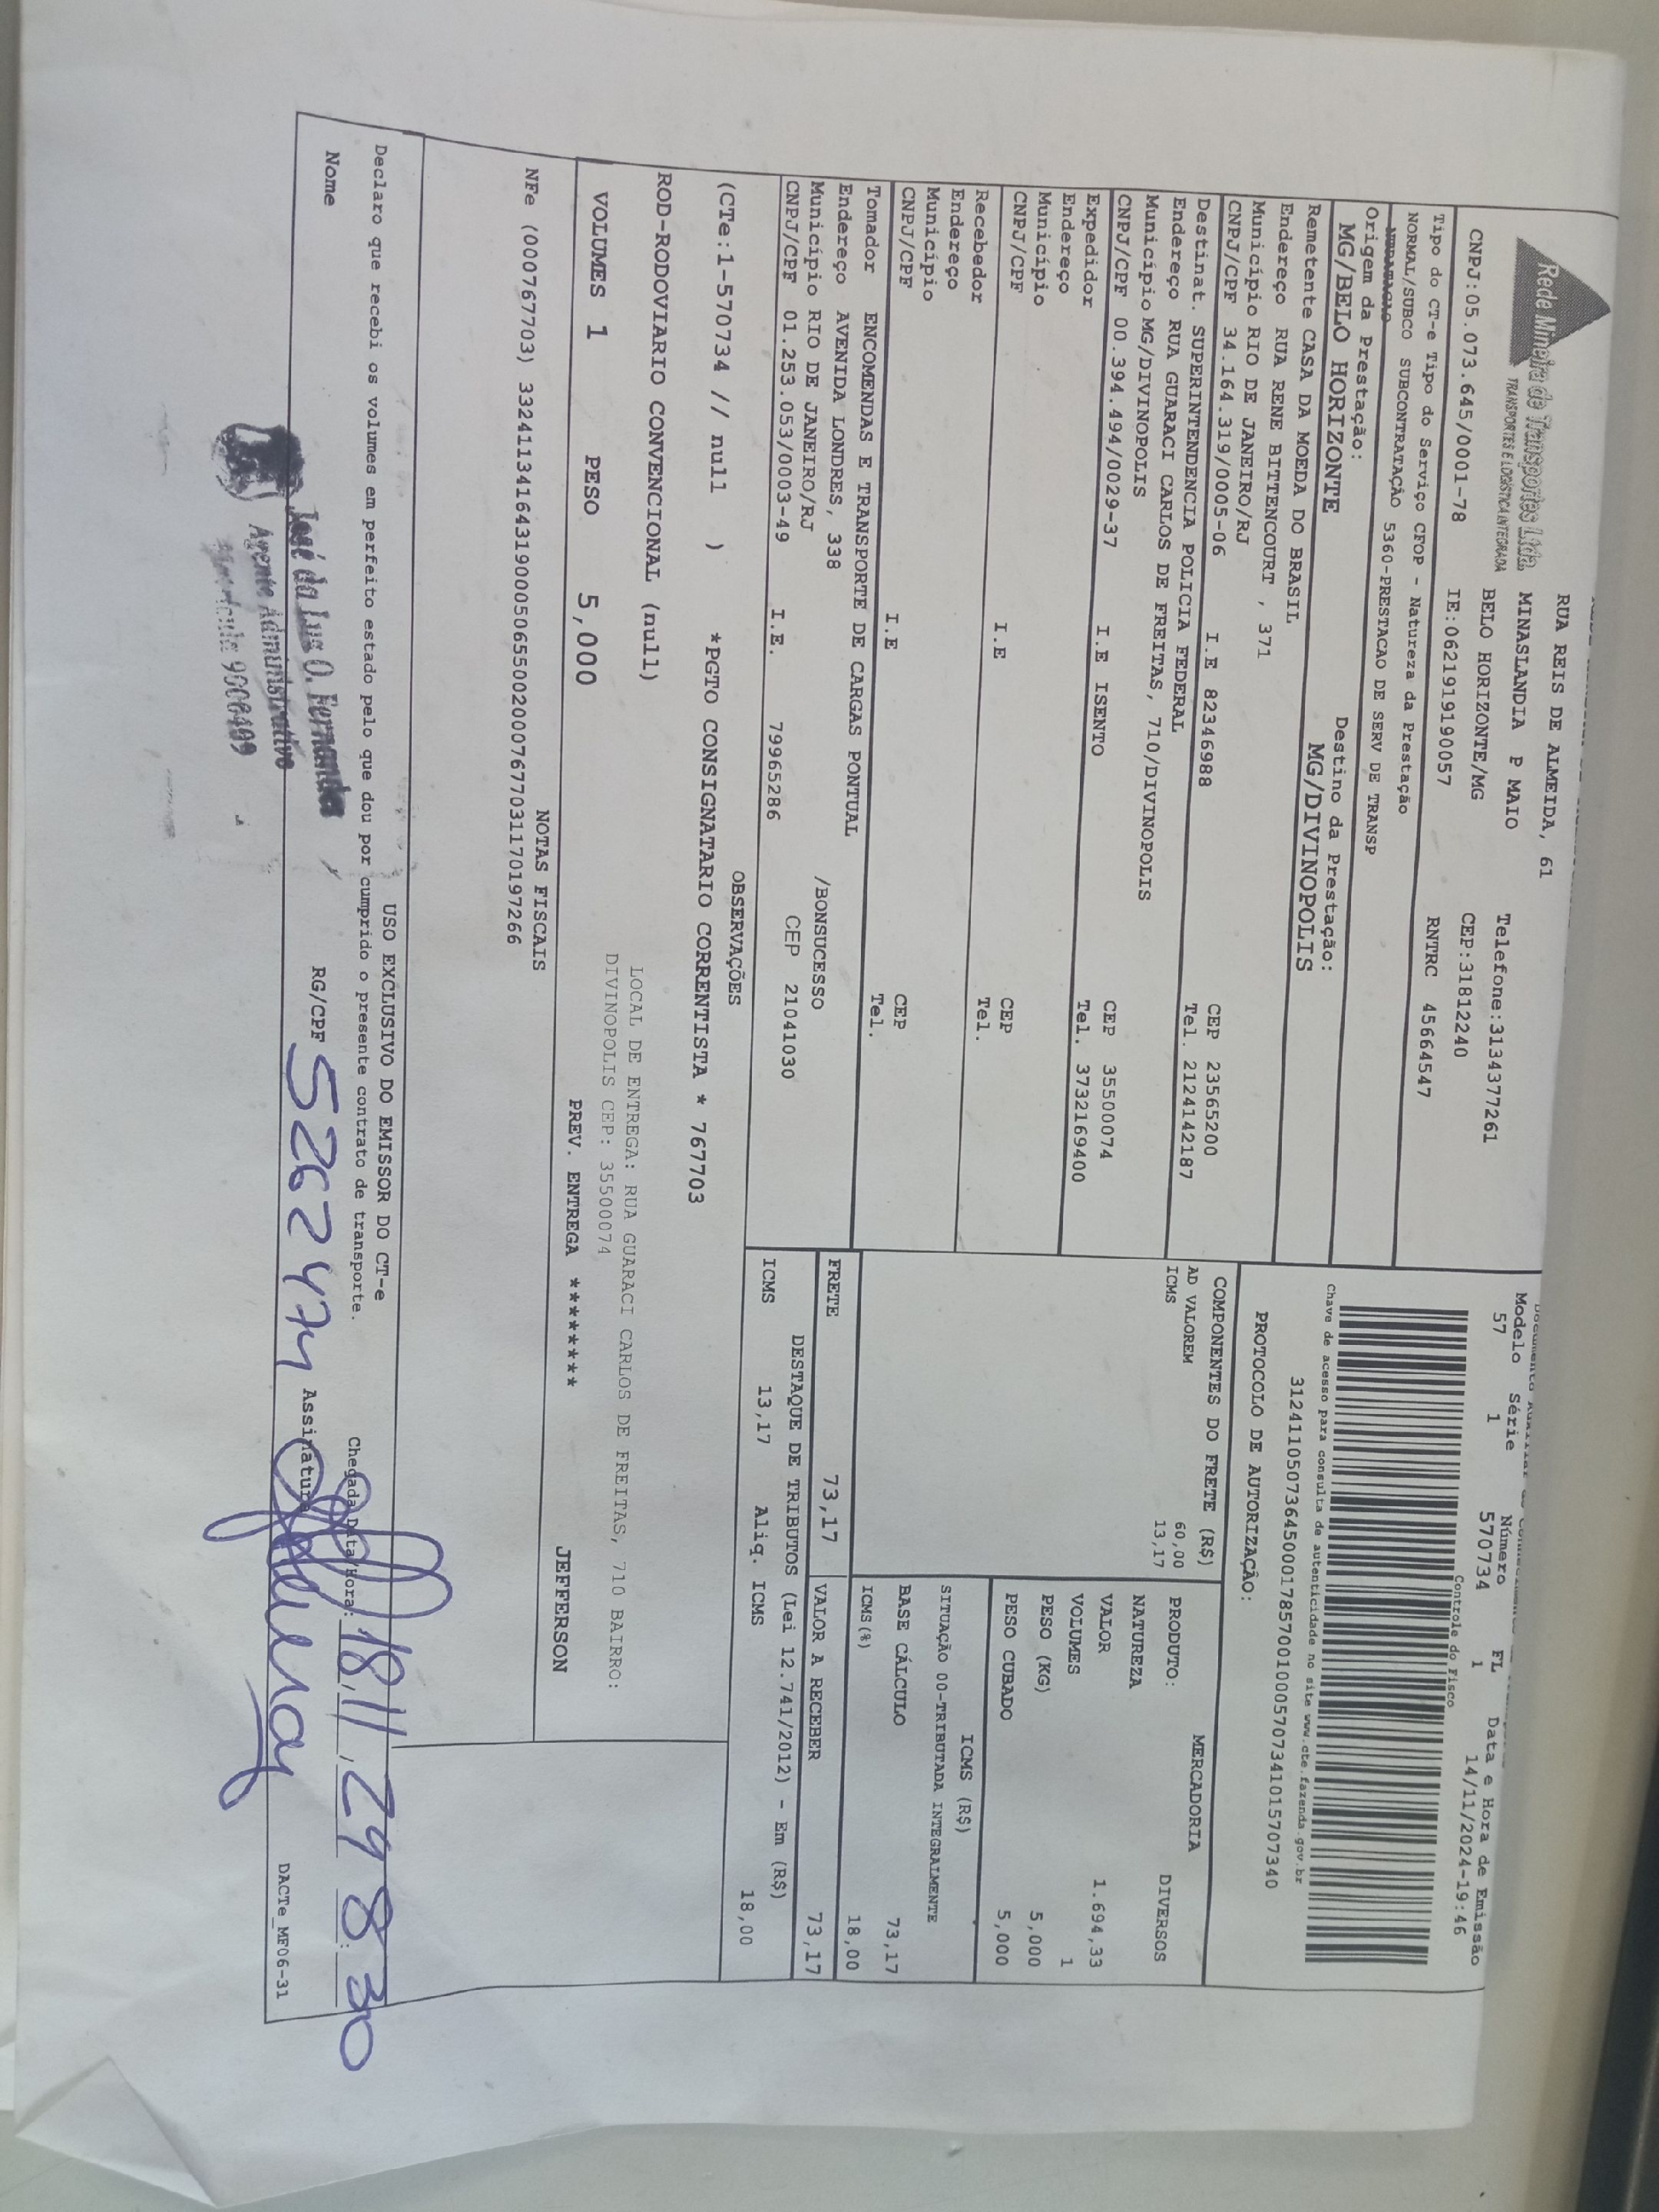 Rede Mineira de Transportes Ltda.
TRANSPORTES E LOGÍSTICA INTEGRADA
RUA REIS DE ALMEIDA, 61
MINASLANDIA P MAIO
BELO HORIZONTE/MG
Telefone:3134377261
CEP:31812240
CNPJ:05.073.645/0001-78 IE:0621919190057 RNTRC 45664547
Modelo Série Número FL Data e Hora de Emissão
57 1 570734 1 14/11/2024-19:46
Controle do Fisco
Tipo do CT-e Tipo do Serviço CFOP - Natureza da Prestação
NORMAL/SUBCO SUBCONTRATAÇÃO 5360-PRESTACAO DE SERV DE TRANSP
Origem da Prestação: Destino da Prestação:
MG/BELO HORIZONTE MG/DIVINOPOLIS
Chave de acesso para consulta de autenticidade no site www.cte.fazenda.gov.br
31241105073645000178570010005707341015707340
PROTOCOLO DE AUTORIZAÇÃO:
Remetente CASA DA MOEDA DO BRASIL
Endereço RUA RENE BITTENCOURT , 371
Município RIO DE JANEIRO/RJ CEP 23565200
CNPJ/CPF 34.164.319/0005-06 I.E 82346988 Tel. 2124142187
Destinat. SUPERINTENDENCIA POLICIA FEDERAL
Endereço RUA GUARACI CARLOS DE FREITAS, 710/DIVINOPOLIS
Município MG/DIVINOPOLIS CEP 35500074
CNPJ/CPF 00.394.494/0029-37 I.E ISENTO Tel. 3732169400
Expedidor
Endereço
Município CEP
CNPJ/CPF I.E Tel.
Recebedor
Endereço
Município CEP
CNPJ/CPF I.E Tel.
Tomador ENCOMENDAS E TRANSPORTE DE CARGAS PONTUAL
Endereço AVENIDA LONDRES, 338 /BONSUCESSO
Município RIO DE JANEIRO/RJ CEP 21041030
CNPJ/CPF 01.253.053/0003-49 I.E. 79965286
COMPONENTES DO FRETE (R$)
AD VALOREM 60,00
ICMS 13,17
MERCADORIA
PRODUTO: DIVERSOS
NATUREZA
VALOR 1.694,33
VOLUMES 1
PESO (KG) 5,000
PESO CUBADO 5,000
ICMS (R$)
SITUAÇÃO 00-TRIBUTADA INTEGRALMENTE
BASE CÁLCULO 73,17
ICMS(%) 18,00
FRETE 73,17 VALOR A RECEBER 73,17
DESTAQUE DE TRIBUTOS (Lei 12.741/2012) - Em (R$)
ICMS 13,17 Aliq. ICMS 18,00
OBSERVAÇÕES
(CTe:1-570734 // null ) *PGTO CONSIGNATARIO CORRENTISTA * 767703
ROD-RODOVIARIO CONVENCIONAL (null)
LOCAL DE ENTREGA: RUA GUARACI CARLOS DE FREITAS, 710 BAIRRO:
DIVINOPOLIS CEP: 35500074
VOLUMES 1 PESO 5,000 PREV. ENTREGA ******** JEFFERSON
NOTAS FISCAIS
NFe (000767703) 33241134164319000506550020007677031170197266
USO EXCLUSIVO DO EMISSOR DO CT-e
Declaro que recebi os volumes em perfeito estado pelo que dou por cumprido o presente contrato de transporte.
Chegada Data/Hora: 18,11,29 8:30
Nome RG/CPF 5262474 Assinatura
José da Luz O. Fernandes
Agente Administrativo
DACTe_MF06-31